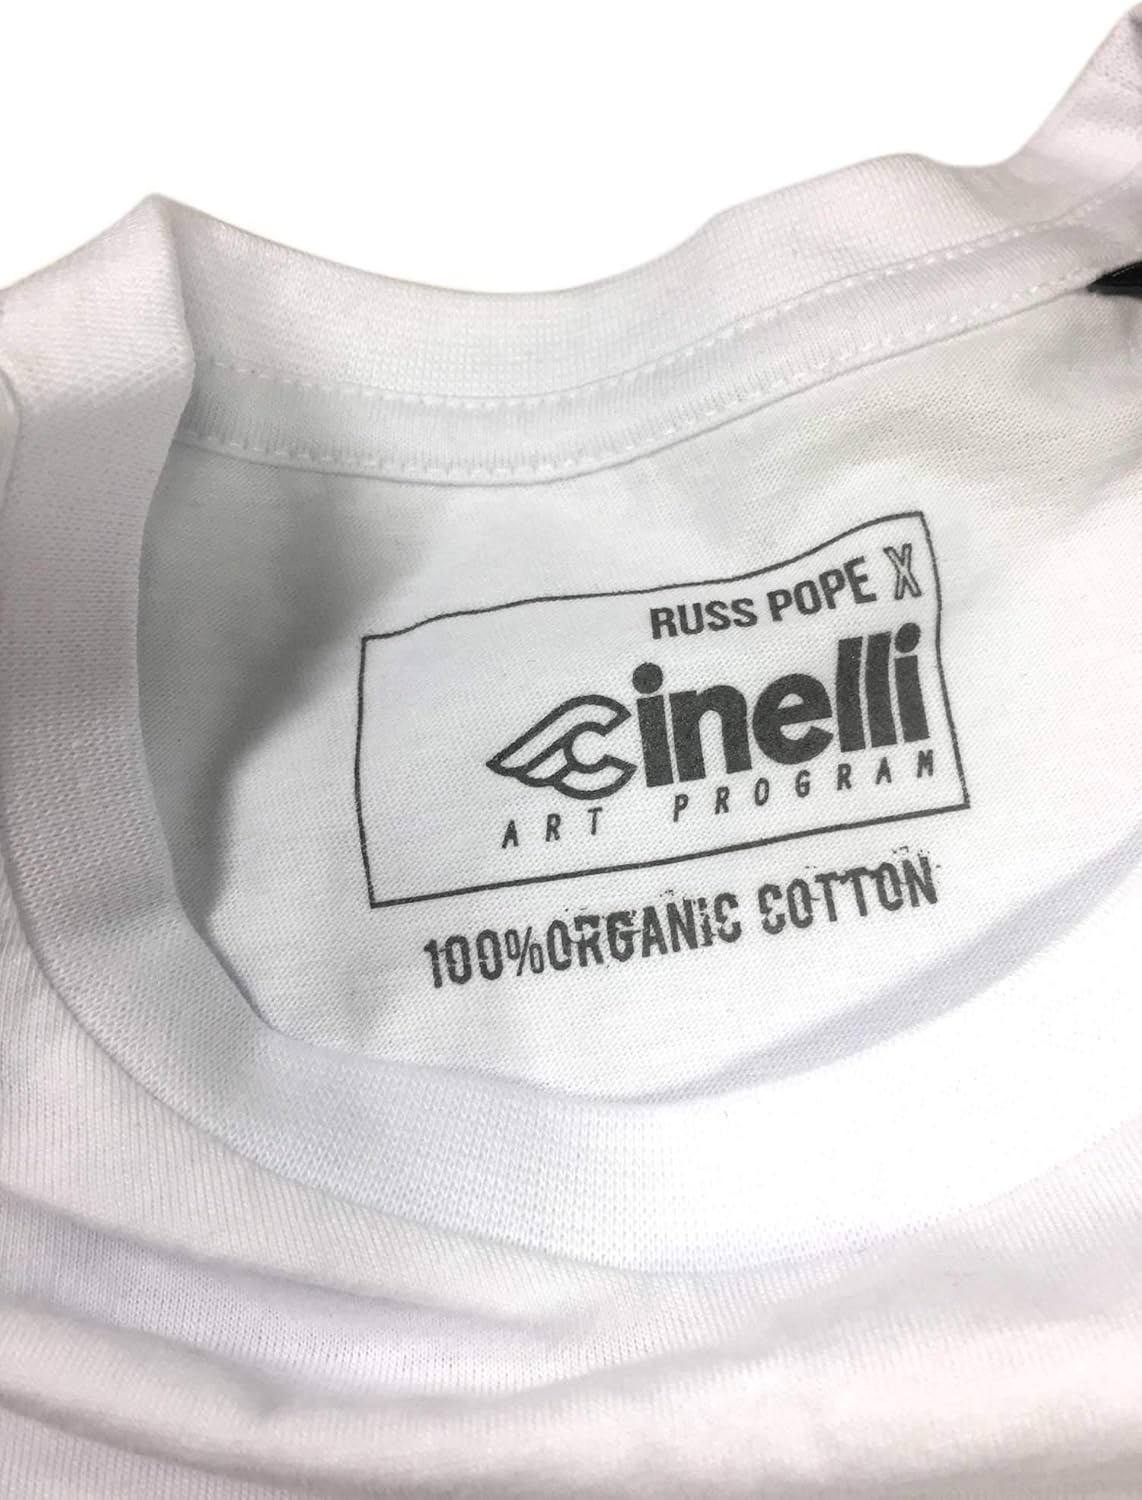 RUSS POPE X
Cinelli
ART PROGRAM
100%ORGANIC COTTON